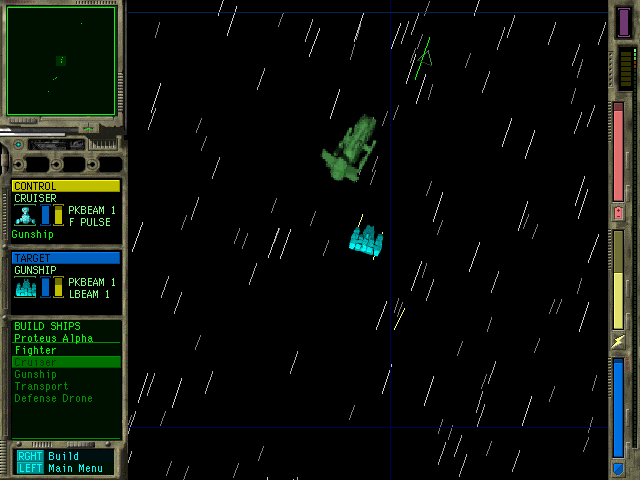 CONTROL
CRUISER
PKBEAM 1
F PULSE
Gunship
TARGET
GUNSHIP
PKBEAM 1
LBEAM 1
BUILD SHIPS
Proteus Alpha
Fighter
Cruiser
Gunship
Transport
Defense Drone
RGHT Build
LEFT Main Menu